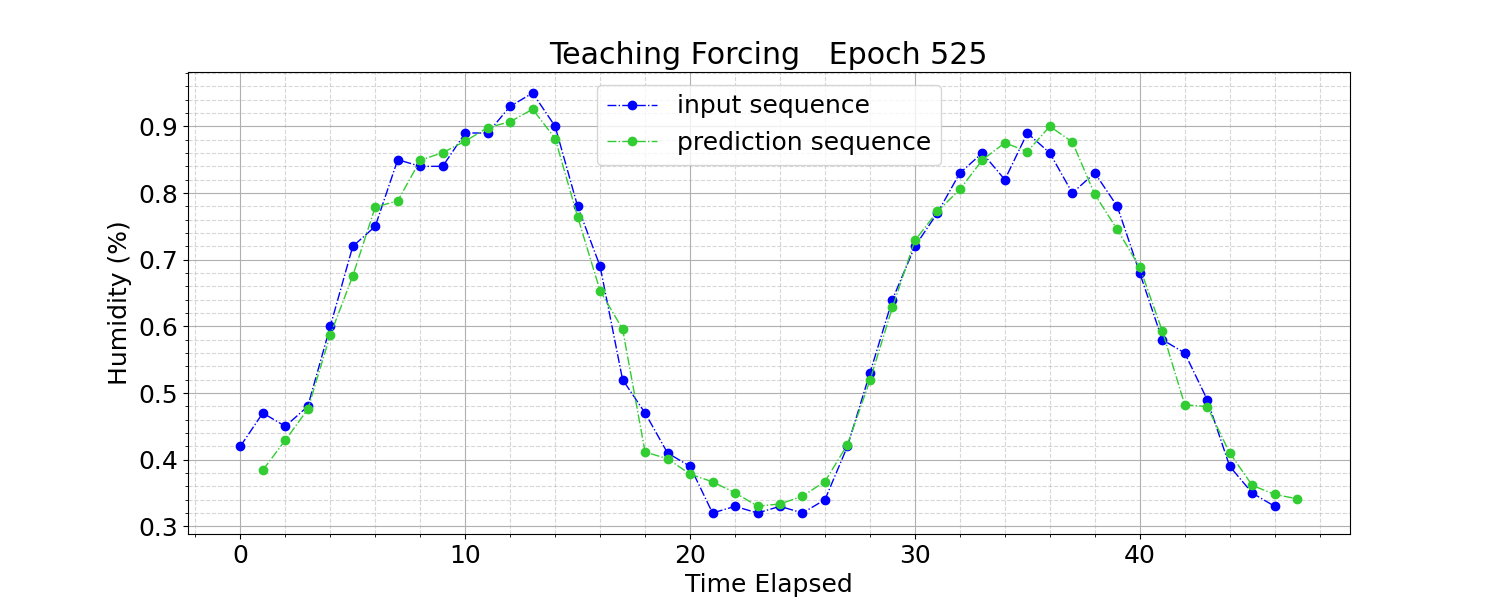 Teaching Forcing   Epoch 525
input sequence
prediction sequence
Humidity (%)
0.9
0.8
0.7
0.6
0.5
0.4
0.3
0 10 20 30 40
Time Elapsed